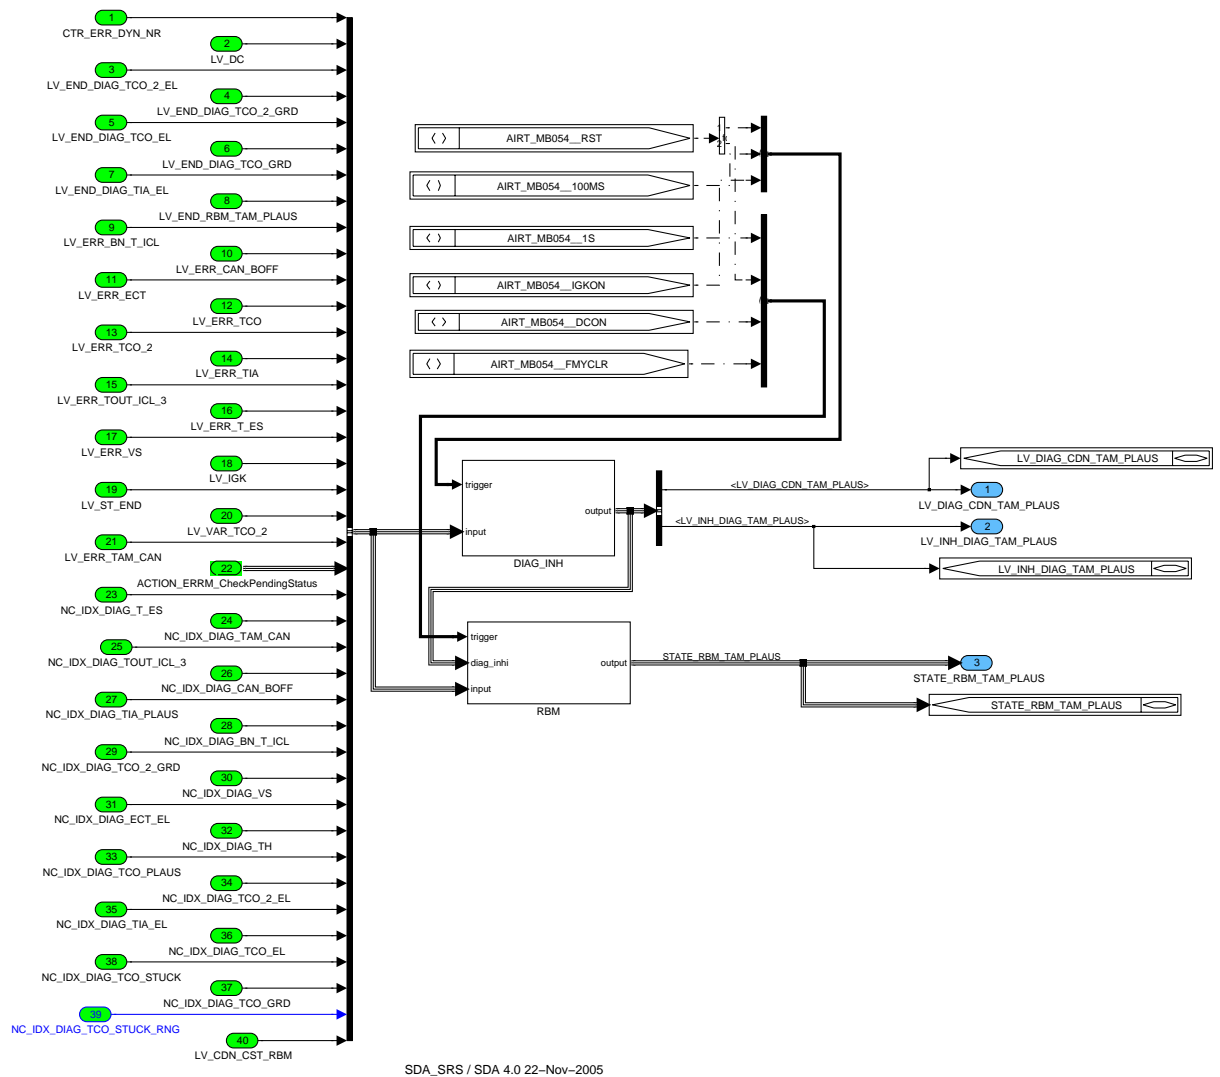 1
CTR_ERR_DYN_NR
2
LV_DC
3
LV_END_DIAG_TCO_2_EL
4
LV_END_DIAG_TCO_2_GRD
5
LV_END_DIAG_TCO_EL
6
LV_END_DIAG_TCO_GRD
7
LV_END_DIAG_TIA_EL
8
LV_END_RBM_TAM_PLAUS
9
LV_ERR_BN_T_ICL
10
LV_ERR_CAN_BOFF
11
LV_ERR_ECT
12
LV_ERR_TCO
13
LV_ERR_TCO_2
14
LV_ERR_TIA
15
LV_ERR_TOUT_ICL_3
16
LV_ERR_T_ES
17
LV_ERR_VS
18
LV_IGK
19
LV_ST_END
20
LV_VAR_TCO_2
21
LV_ERR_TAM_CAN
22
ACTION_ERRM_CheckPendingStatus
23
NC_IDX_DIAG_T_ES
24
NC_IDX_DIAG_TAM_CAN
25
NC_IDX_DIAG_TOUT_ICL_3
26
NC_IDX_DIAG_CAN_BOFF
27
NC_IDX_DIAG_TIA_PLAUS
28
NC_IDX_DIAG_BN_T_ICL
29
NC_IDX_DIAG_TCO_2_GRD
30
NC_IDX_DIAG_VS
31
NC_IDX_DIAG_ECT_EL
32
NC_IDX_DIAG_TH
33
NC_IDX_DIAG_TCO_PLAUS
34
NC_IDX_DIAG_TCO_2_EL
35
NC_IDX_DIAG_TIA_EL
36
NC_IDX_DIAG_TCO_EL
38
NC_IDX_DIAG_TCO_STUCK
37
NC_IDX_DIAG_TCO_GRD
39
NC_IDX_DIAG_TCO_STUCK_RNG
40
LV_CDN_CST_RBM
AIRT_MB054__RST
AIRT_MB054__100MS
AIRT_MB054__1S
AIRT_MB054__IGKON
AIRT_MB054__DCON
AIRT_MB054__FMYCLR
trigger
input
output
DIAG_INH
trigger
diag_inhi
input
output
RBM
<LV_DIAG_CDN_TAM_PLAUS>
<LV_INH_DIAG_TAM_PLAUS>
LV_DIAG_CDN_TAM_PLAUS
1
LV_DIAG_CDN_TAM_PLAUS
2
LV_INH_DIAG_TAM_PLAUS
LV_INH_DIAG_TAM_PLAUS
STATE_RBM_TAM_PLAUS
3
STATE_RBM_TAM_PLAUS
STATE_RBM_TAM_PLAUS
SDA_SRS / SDA 4.0 22–Nov–2005